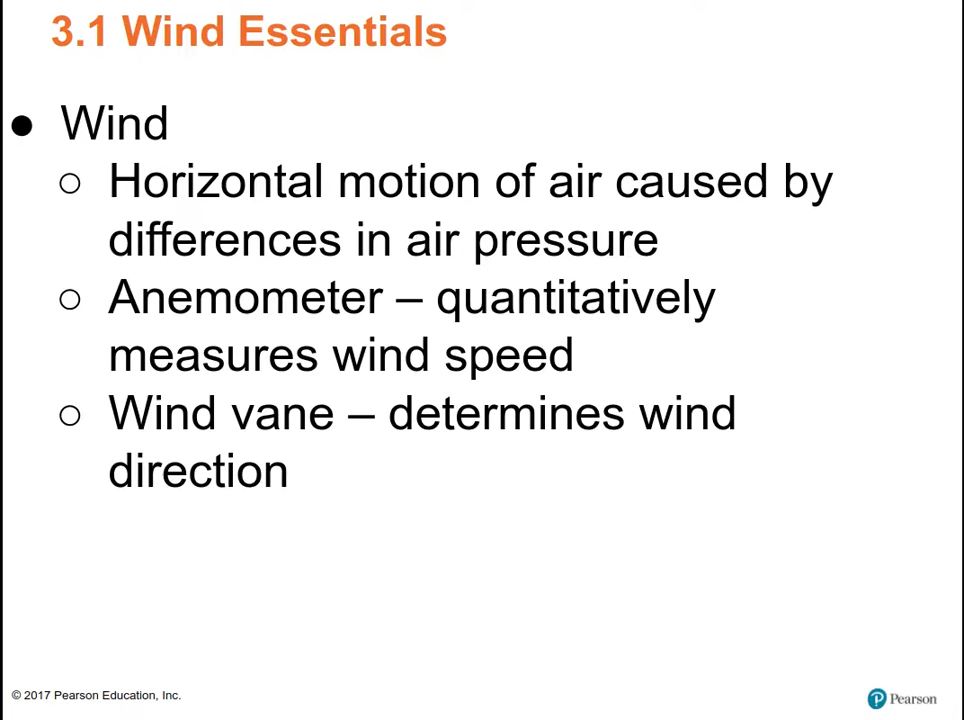 3.1 Wind Essentials
● Wind
○ Horizontal motion of air caused by
differences in air pressure
○ Anemometer – quantitatively
measures wind speed
○ Wind vane – determines wind
direction
© 2017 Pearson Education, Inc.
Pearson